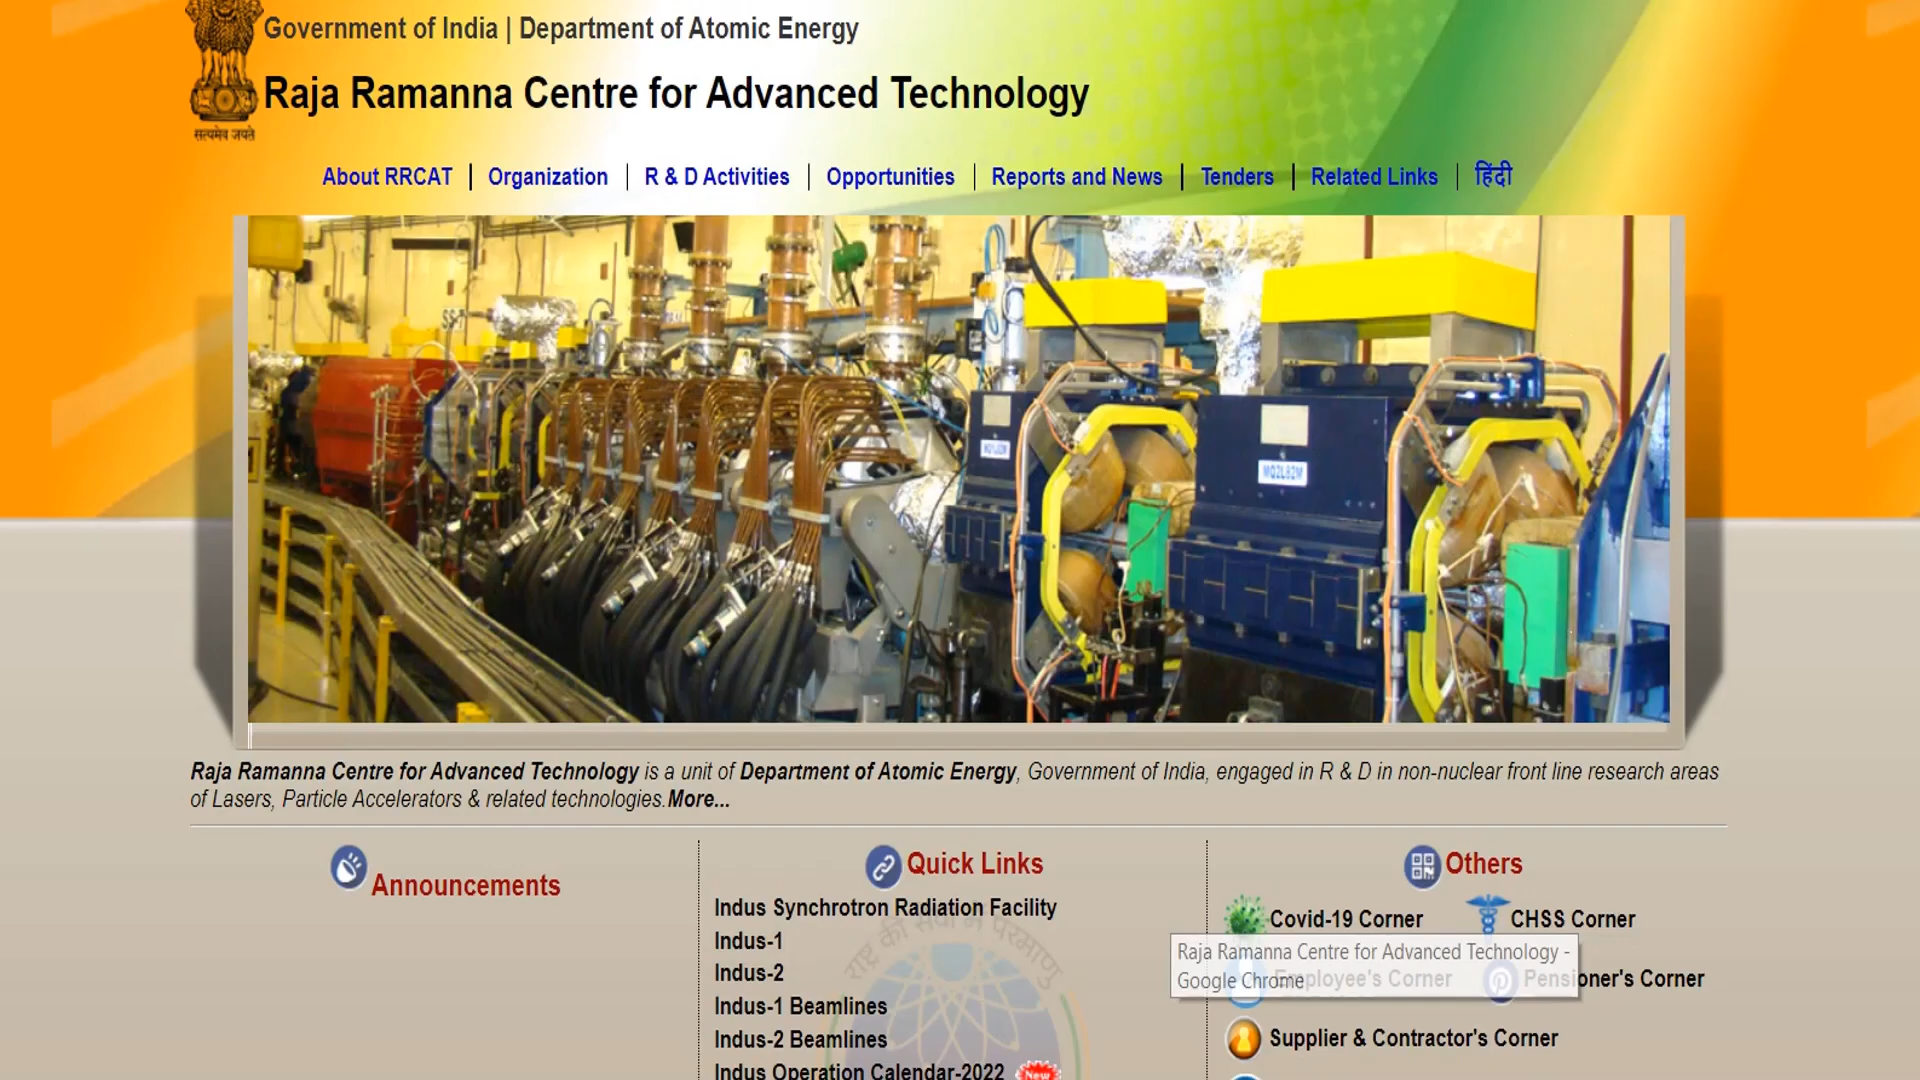 Government of India | Department of Atomic Energy
Raja Ramanna Centre for Advanced Technology
सत्यमेव जयते
About RRCAT | Organization | R & D Activities | Opportunities | Reports and News | Tenders | Related Links | हिंदी
MQ2L82M
Raja Ramanna Centre for Advanced Technology is a unit of Department of Atomic Energy, Government of India, engaged in R & D in non-nuclear front line research areas
of Lasers, Particle Accelerators & related technologies.More...
Announcements
Quick Links
Indus Synchrotron Radiation Facility
Indus-1
Indus-2
Indus-1 Beamlines
Indus-2 Beamlines
Indus Operation Calendar-2022 New
Others
Covid-19 Corner CHSS Corner
Raja Ramanna Centre for Advanced Technology -
Google Chrome
Employee's Corner Pensioner's Corner
Supplier & Contractor's Corner